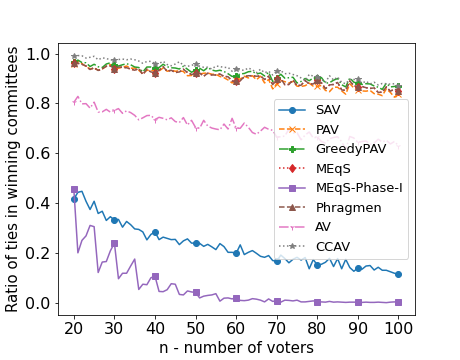 Ratio of ties in winning committees
1.0
0.8
0.6
0.4
0.2
0.0
SAV
PAV
GreedyPAV
MEqS
MEqS-Phase-I
Phragmen
AV
CCAV
20 30 40 50 60 70 80 90 100
n - number of voters